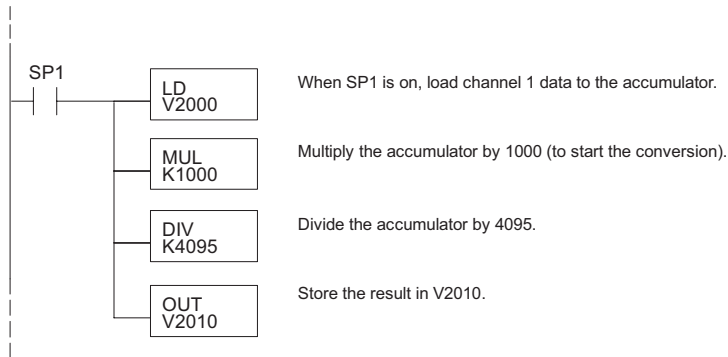 SP1
LD
V2000
When SP1 is on, load channel 1 data to the accumulator.
MUL
K1000
Multiply the accumulator by 1000 (to start the conversion).
DIV
K4095
Divide the accumulator by 4095.
OUT
V2010
Store the result in V2010.